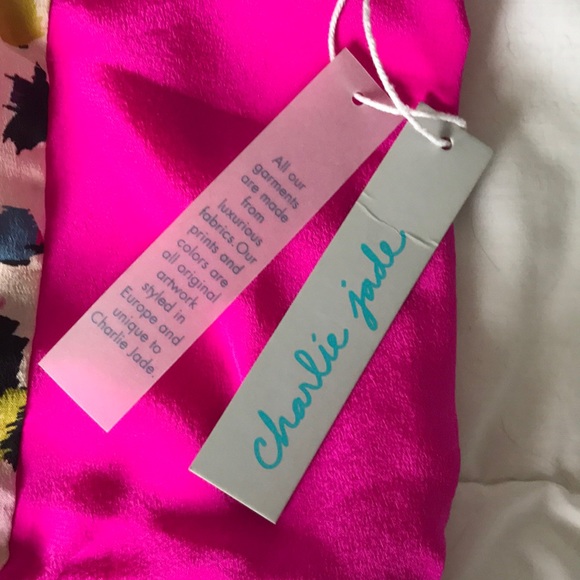 All our
garments
are made
from
luxurious
fabrics. Our
prints and
colors are
all original
artwork
styled in
Europe and
unique to
Charlie Jade.
charlie jade